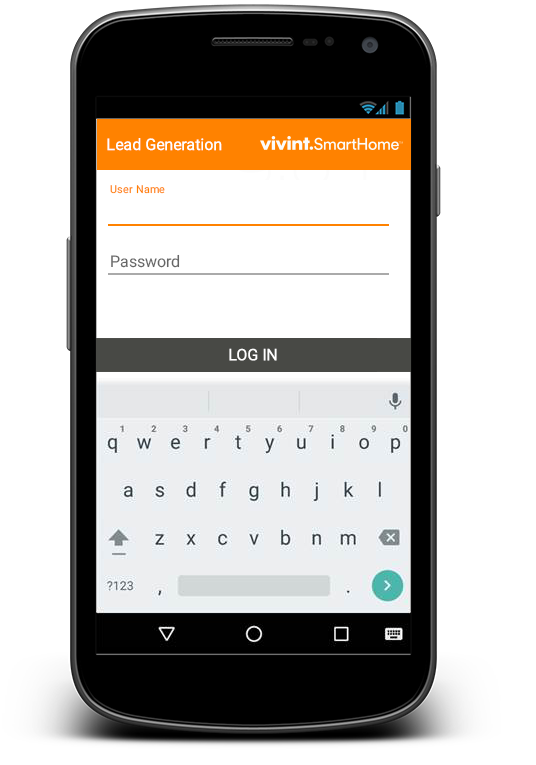 Lead Generation vivint.SmartHome
User Name
Password
LOG IN
1 2 3 4 5 6 7 8 9 0
q w e r t y u i o p
a s d f g h j k l
z x c v b n m
?123 , .